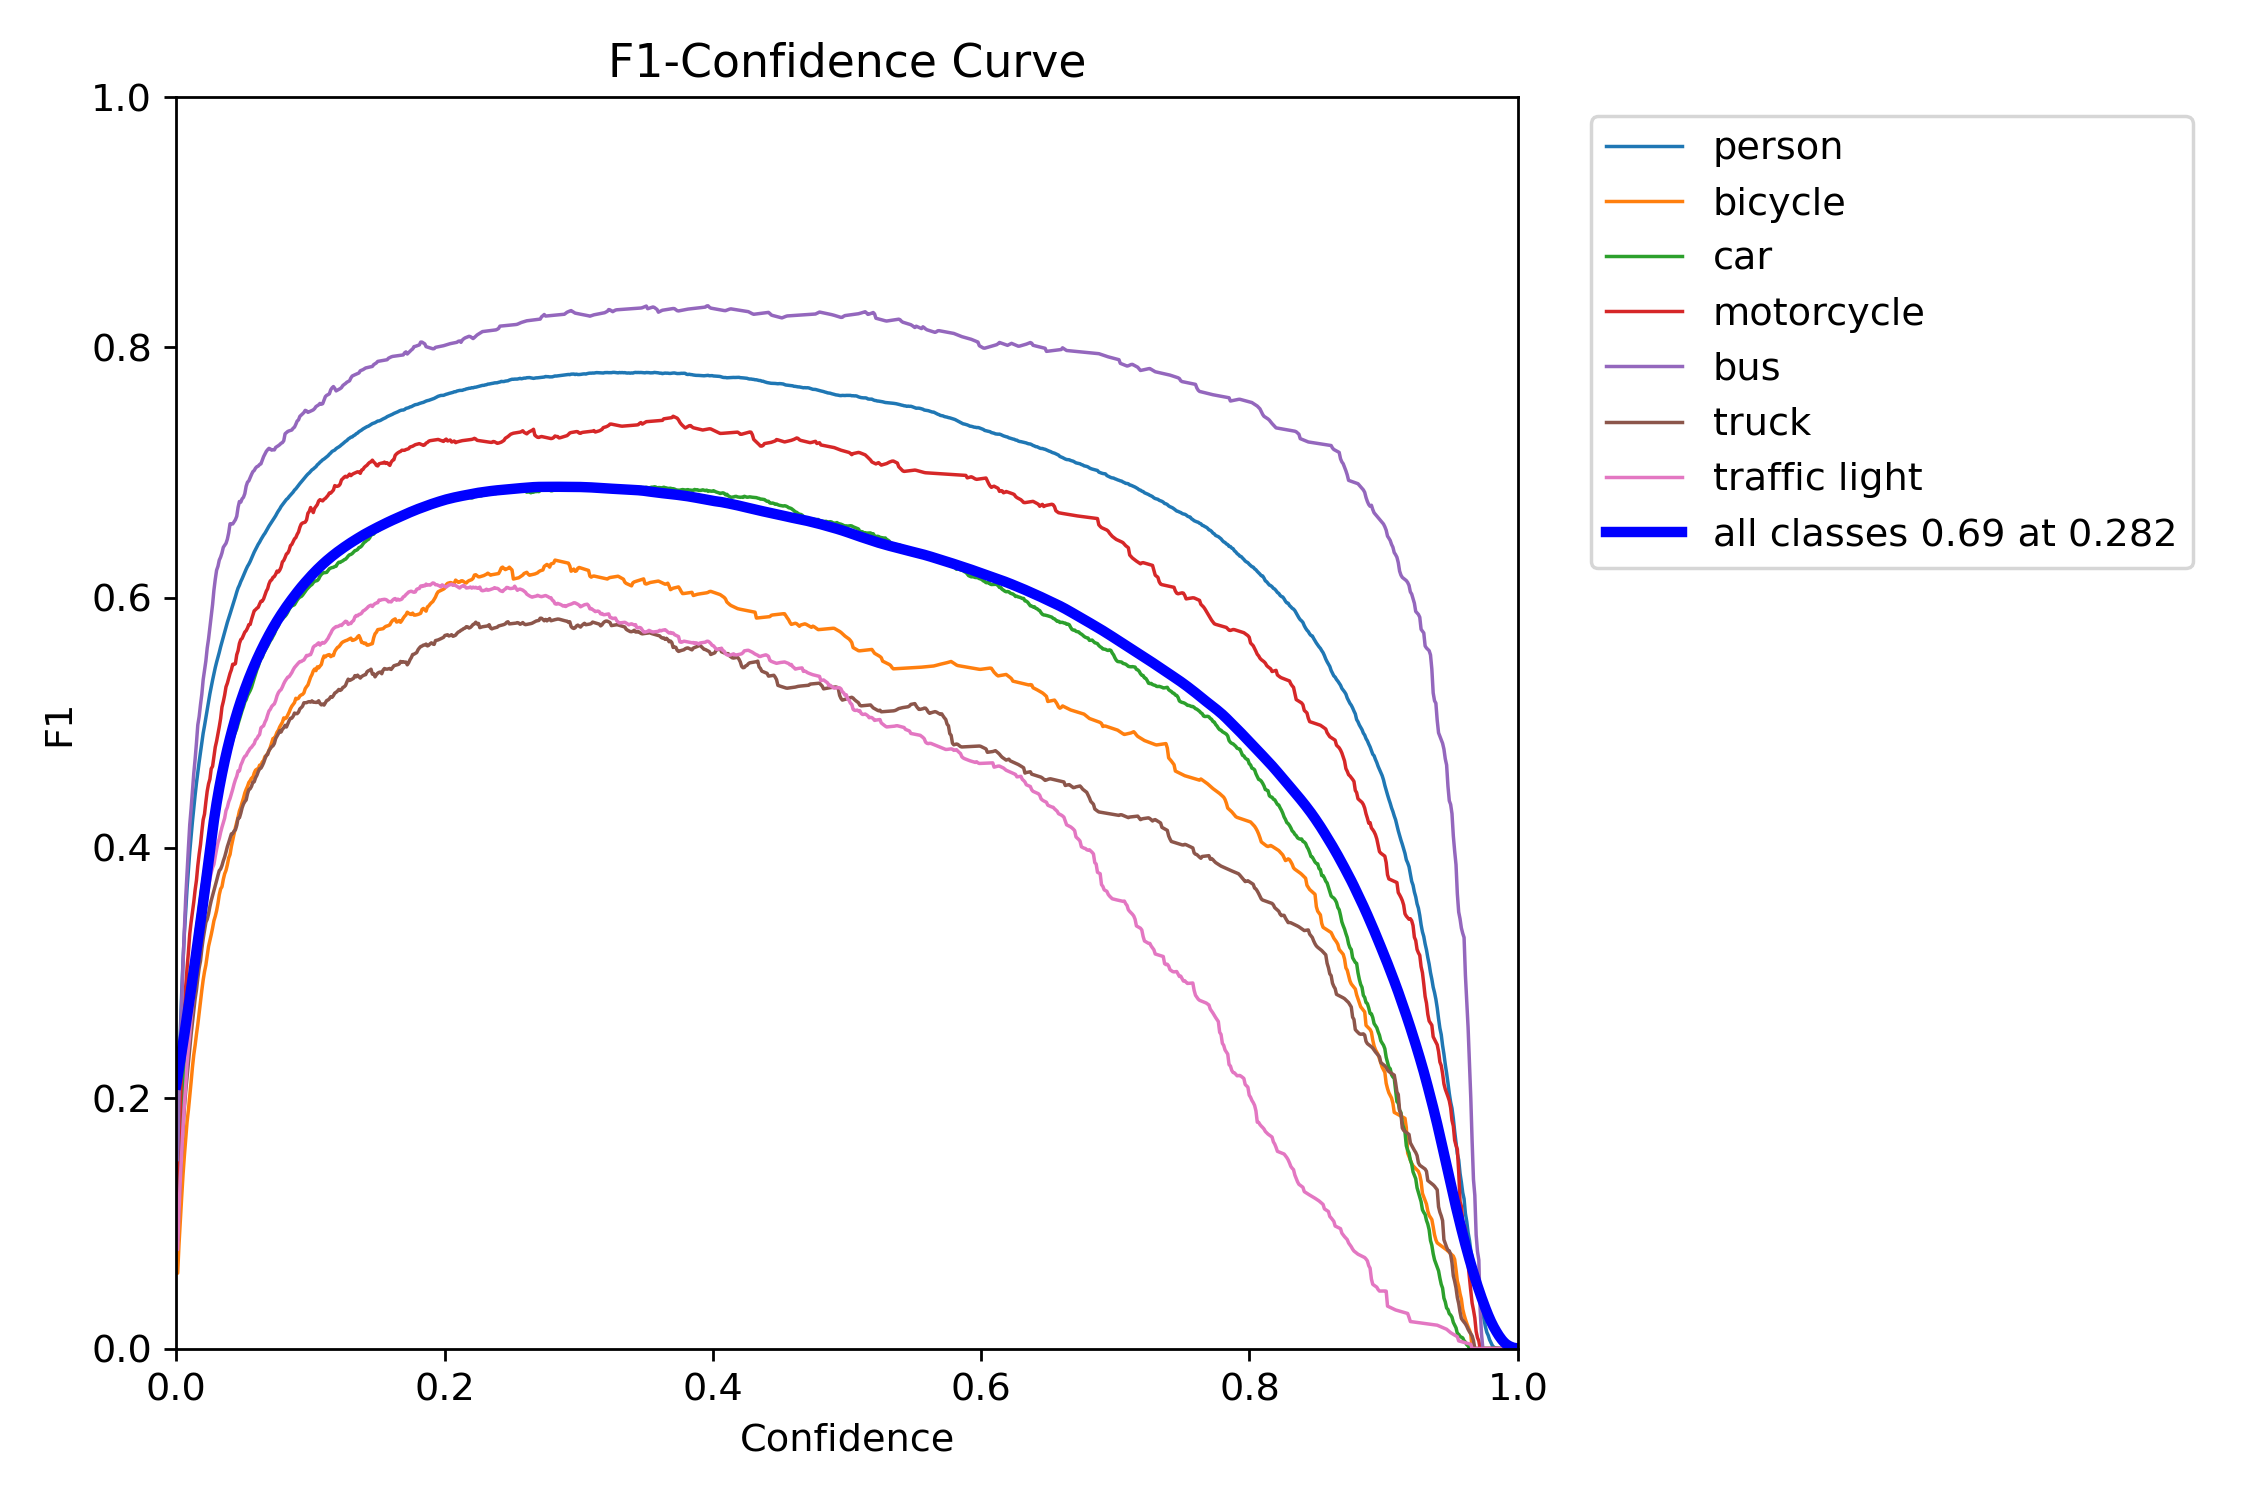 F1-Confidence Curve
1.0
0.8
0.6
0.4
0.2
0.0
F1
0.0 0.2 0.4 0.6 0.8 1.0
Confidence
person
bicycle
car
motorcycle
bus
truck
traffic light
all classes 0.69 at 0.282